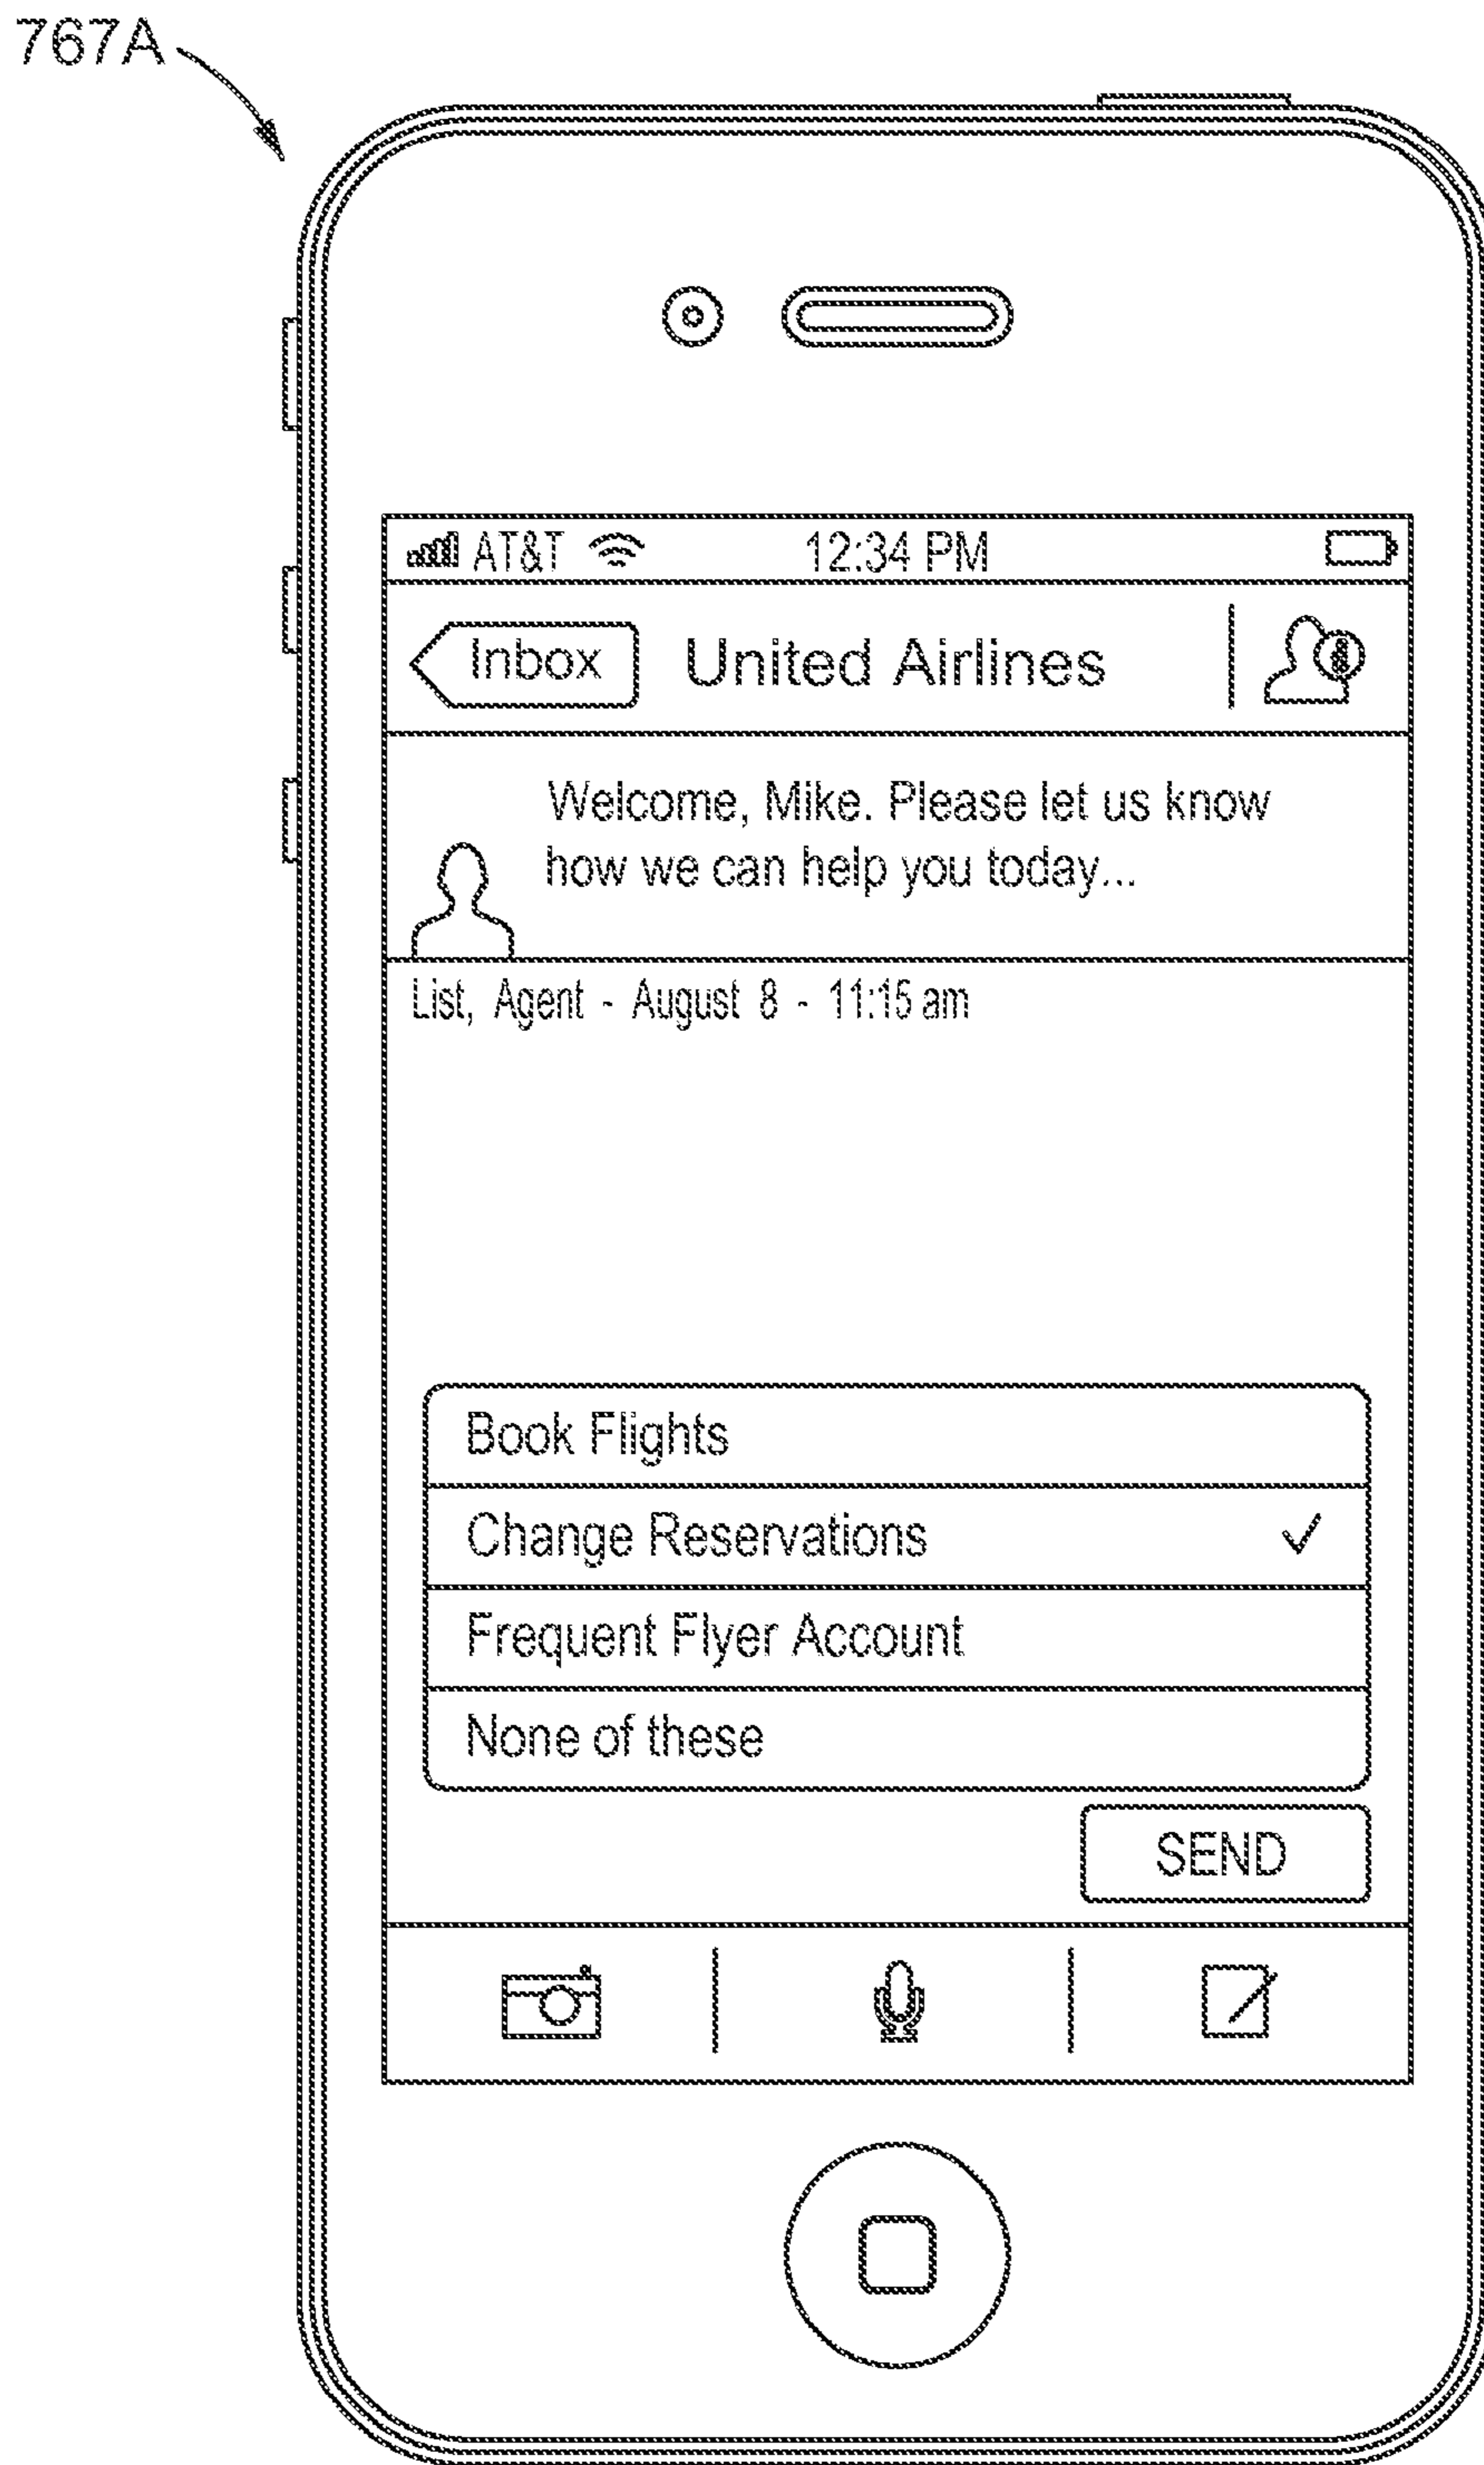 767A
AT&T 12:34 PM
Inbox United Airlines
Welcome, Mike. Please let us know
how we can help you today...
List, Agent - August 8 - 11:15 am
Book Flights
Change Reservations
Frequent Flyer Account
None of these
SEND